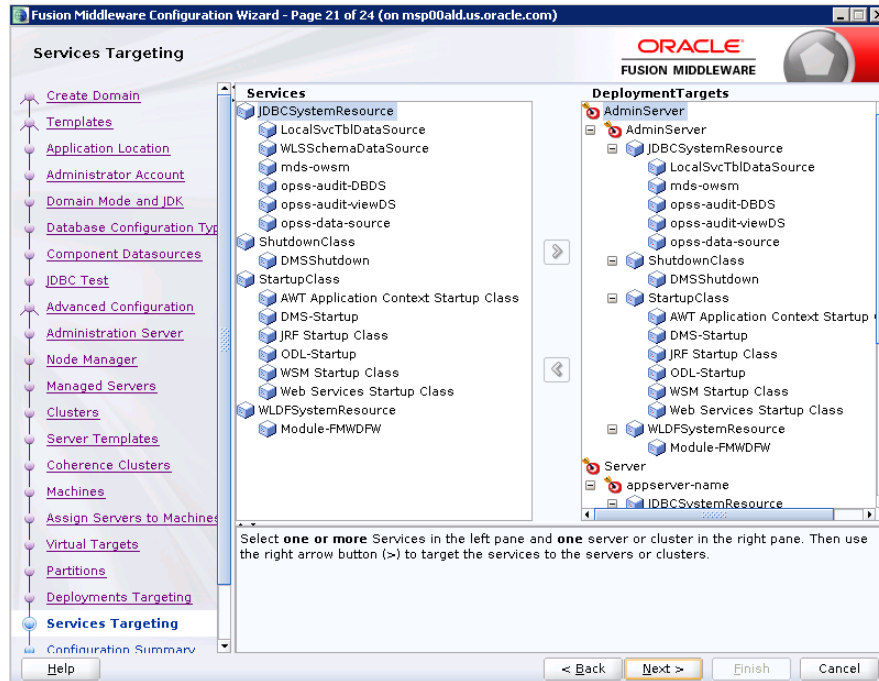 Fusion Middleware Configuration Wizard - Page 21 of 24 (on msp00ald.us.oracle.com)
Services Targeting
ORACLE
FUSION MIDDLEWARE
Create Domain
Templates
Application Location
Administrator Account
Domain Mode and JDK
Database Configuration Typ
Component Datasources
JDBC Test
Advanced Configuration
Administration Server
Node Manager
Managed Servers
Clusters
Server Templates
Coherence Clusters
Machines
Assign Servers to Machines
Virtual Targets
Partitions
Deployments Targeting
Services Targeting
Configuration Summary
Services
JDBCSystemResource
LocalSvcTblDataSource
WLSSchemaDataSource
mds-owsm
opss-audit-DBDS
opss-audit-viewDS
opss-data-source
ShutdownClass
DMSShutdown
StartupClass
AWT Application Context Startup Class
DMS-Startup
JRF Startup Class
ODL-Startup
WSM Startup Class
Web Services Startup Class
WLDFSystemResource
Module-FMWDFW
DeploymentTargets
AdminServer
AdminServer
JDBCSystemResource
LocalSvcTblDataSource
mds-owsm
opss-audit-DBDS
opss-audit-viewDS
opss-data-source
ShutdownClass
DMSShutdown
StartupClass
AWT Application Context Startup
DMS-Startup
JRF Startup Class
ODL-Startup
WSM Startup Class
Web Services Startup Class
WLDFSystemResource
Module-FMWDFW
Server
appserver-name
JDBCSystemResource
Select one or more Services in the left pane and one server or cluster in the right pane. Then use
the right arrow button (>) to target the services to the servers or clusters.
Help
< Back
Next >
Finish
Cancel